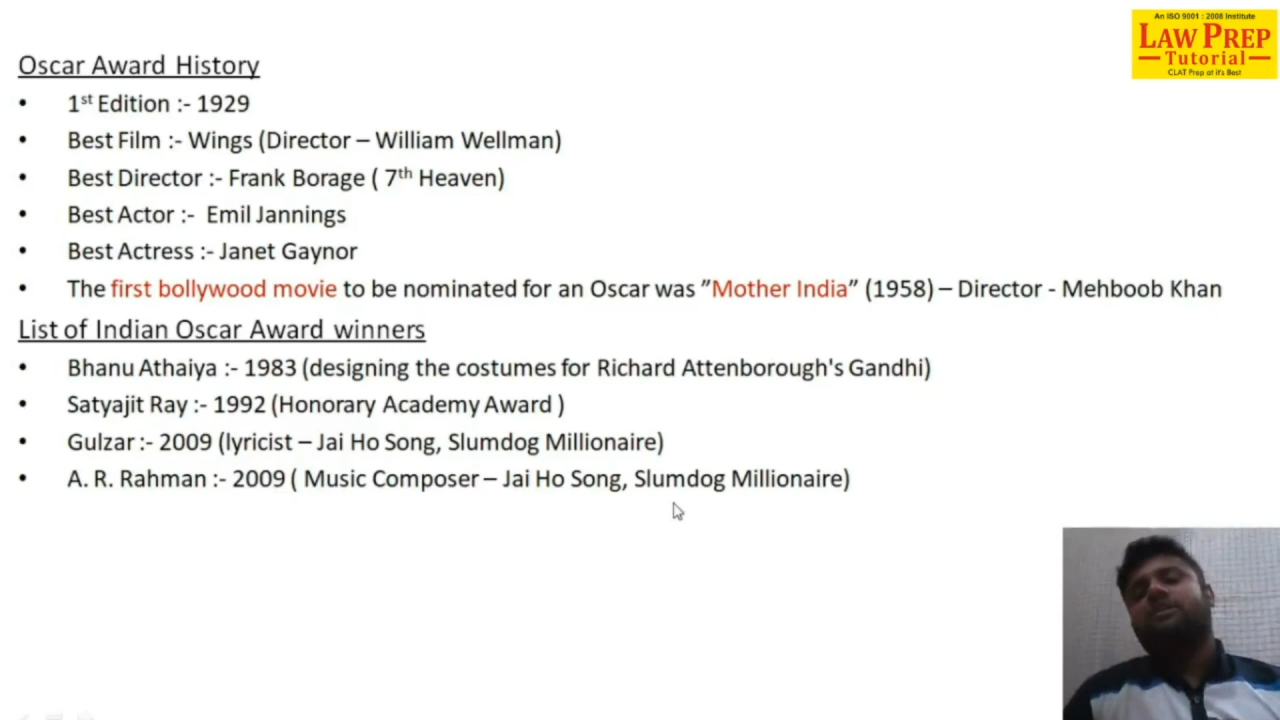 An ISO 9001 : 2008 Institute
LAW PREP
Tutorial
CLAT Prep at it's Best
Oscar Award History
• 1st Edition :- 1929
• Best Film :- Wings (Director – William Wellman)
• Best Director :- Frank Borage ( 7th Heaven)
• Best Actor :- Emil Jannings
• Best Actress :- Janet Gaynor
• The first bollywood movie to be nominated for an Oscar was ”Mother India” (1958) – Director - Mehboob Khan
List of Indian Oscar Award winners
• Bhanu Athaiya :- 1983 (designing the costumes for Richard Attenborough's Gandhi)
• Satyajit Ray :- 1992 (Honorary Academy Award )
• Gulzar :- 2009 (lyricist – Jai Ho Song, Slumdog Millionaire)
• A. R. Rahman :- 2009 ( Music Composer – Jai Ho Song, Slumdog Millionaire)